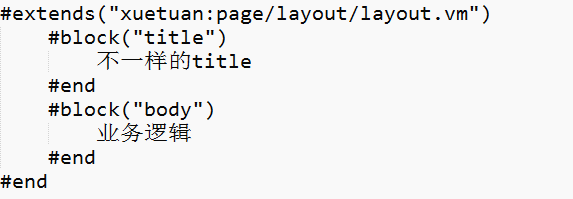 #extends("xuetuan:page/layout/layout.vm")
    #block("title")
        不一样的title
    #end
    #block("body")
        业务逻辑
    #end
#end